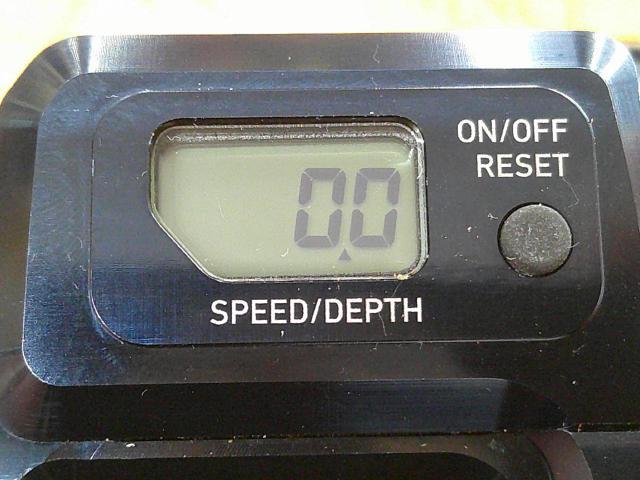 ON/OFF
RESET
0.0
SPEED/DEPTH